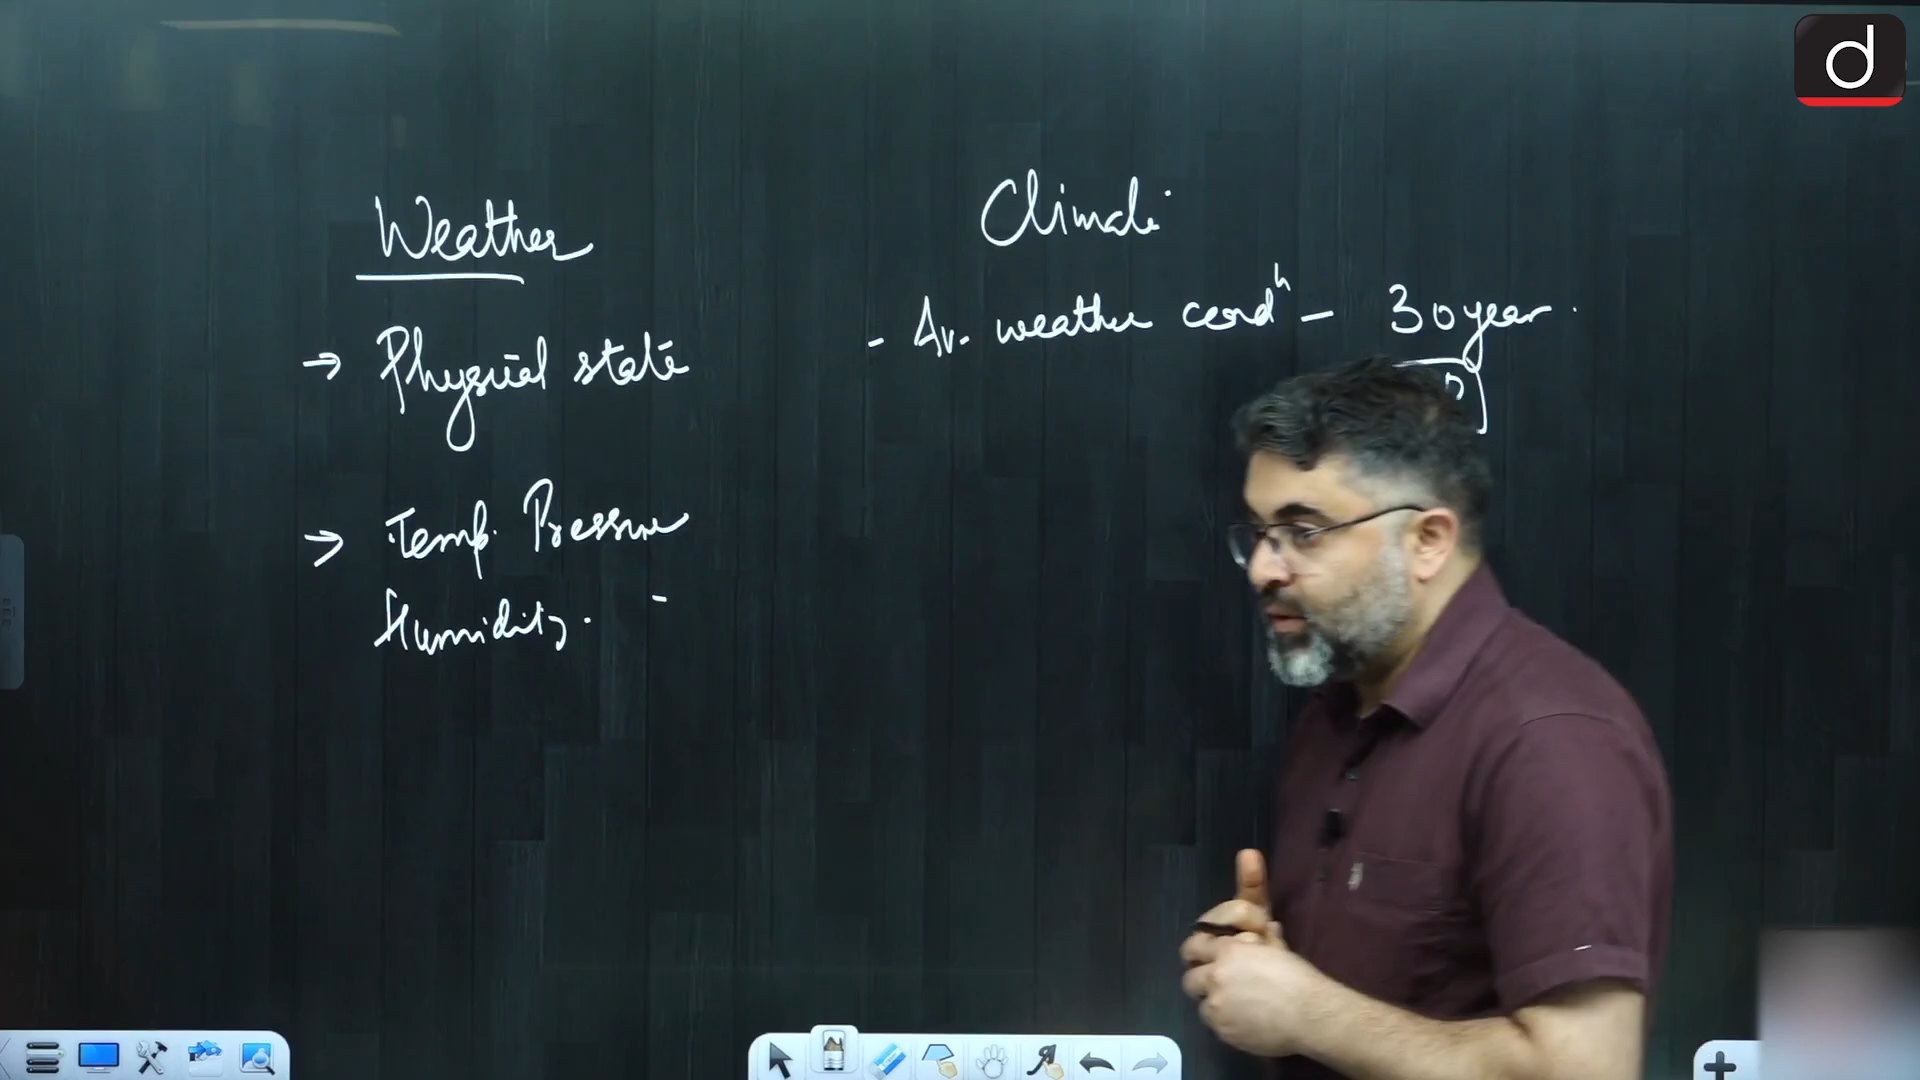 d
Weather
→ Physical state
→ Temp. Pressure
Humidity. -
Climate
- Av. weather condn - 30 year.